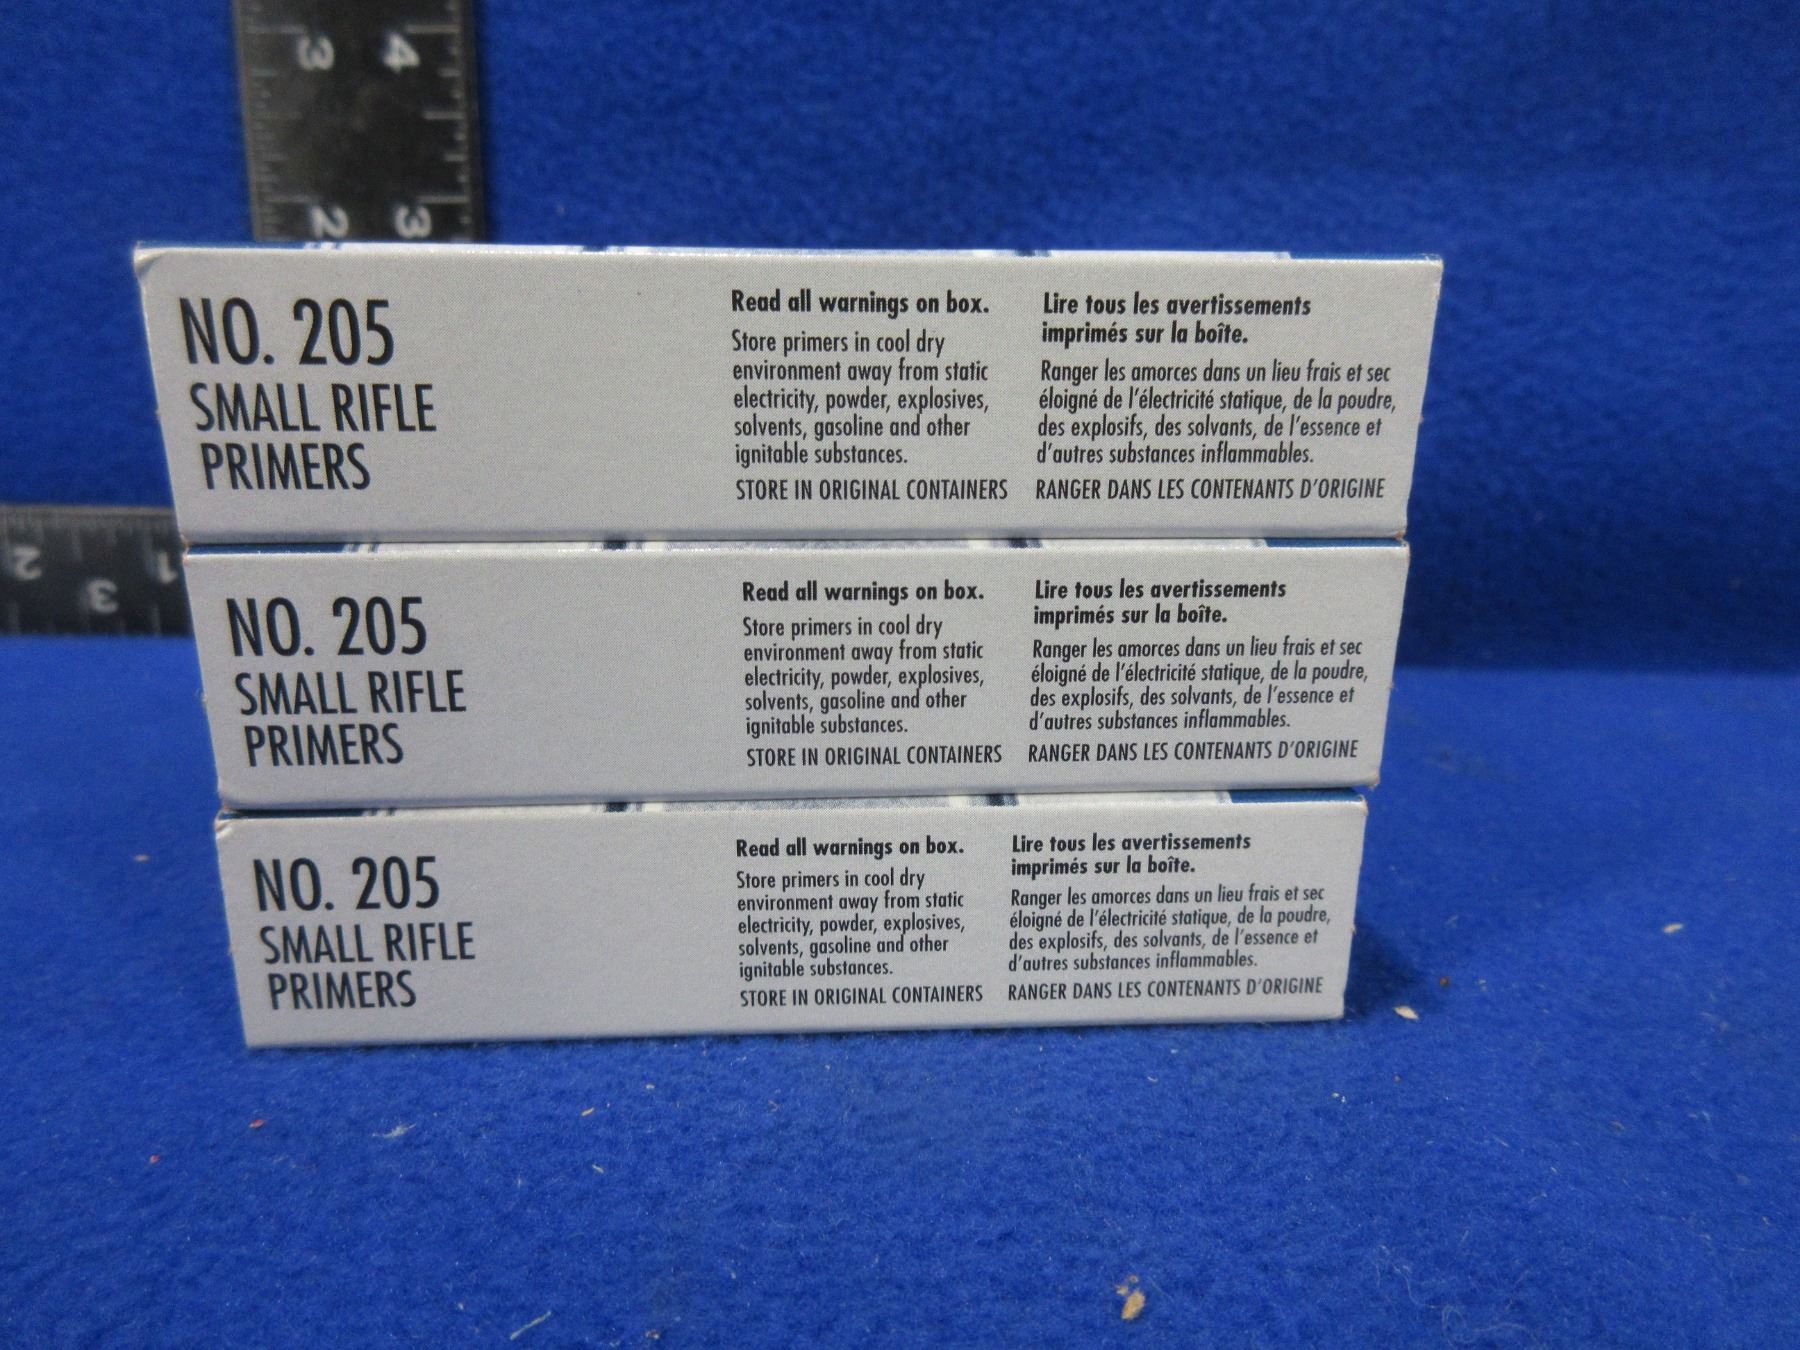 3 4
2 3
NO. 205
SMALL RIFLE
PRIMERS
Read all warnings on box.
Store primers in cool dry
environment away from static
electricity, powder, explosives,
solvents, gasoline and other
ignitable substances.
STORE IN ORIGINAL CONTAINERS
Lire tous les avertissements
imprimés sur la boîte.
Ranger les amorces dans un lieu frais et sec
éloigné de l'électricité statique, de la poudre,
des explosifs, des solvants, de l'essence et
d'autres substances inflammables.
RANGER DANS LES CONTENANTS D'ORIGINE
2 1
3
NO. 205
SMALL RIFLE
PRIMERS
Read all warnings on box.
Store primers in cool dry
environment away from static
electricity, powder, explosives,
solvents, gasoline and other
ignitable substances.
STORE IN ORIGINAL CONTAINERS
Lire tous les avertissements
imprimés sur la boîte.
Ranger les amorces dans un lieu frais et sec
éloigné de l'électricité statique, de la poudre,
des explosifs, des solvants, de l'essence et
d'autres substances inflammables.
RANGER DANS LES CONTENANTS D'ORIGINE
NO. 205
SMALL RIFLE
PRIMERS
Read all warnings on box.
Store primers in cool dry
environment away from static
electricity, powder, explosives,
solvents, gasoline and other
ignitable substances.
STORE IN ORIGINAL CONTAINERS
Lire tous les avertissements
imprimés sur la boîte.
Ranger les amorces dans un lieu frais et sec
éloigné de l'électricité statique, de la poudre,
des explosifs, des solvants, de l'essence et
d'autres substances inflammables.
RANGER DANS LES CONTENANTS D'ORIGINE